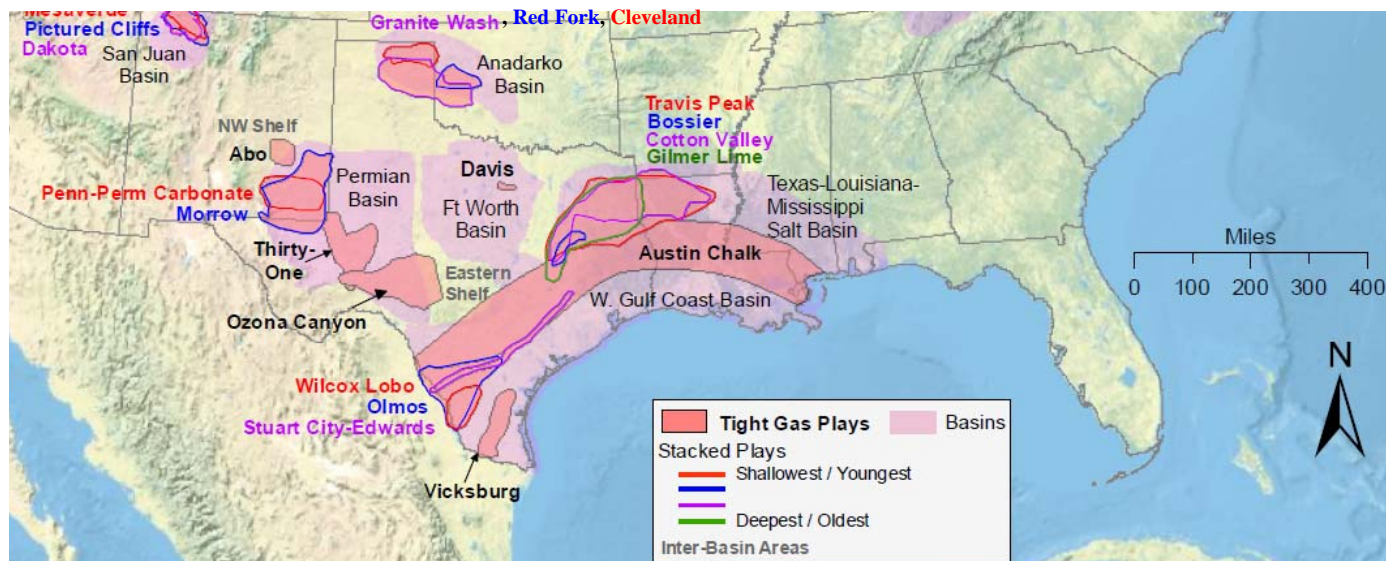 Mesaverde
Pictured Cliffs
Dakota
San Juan
Basin
Granite Wash, Red Fork, Cleveland
Anadarko
Basin
NW Shelf
Abo
Penn-Perm Carbonate
Morrow
Permian
Basin
Davis
Ft Worth
Basin
Travis Peak
Bossier
Cotton Valley
Gilmer Lime
Texas-Louisiana-
Mississippi
Salt Basin
Thirty-
One
Ozona Canyon
Eastern
Shelf
Austin Chalk
W. Gulf Coast Basin
Miles
0 100 200 300 400
N
Wilcox Lobo
Olmos
Stuart City-Edwards
Vicksburg
Tight Gas Plays
Basins
Stacked Plays
Shallowest / Youngest
Deepest / Oldest
Inter-Basin Areas